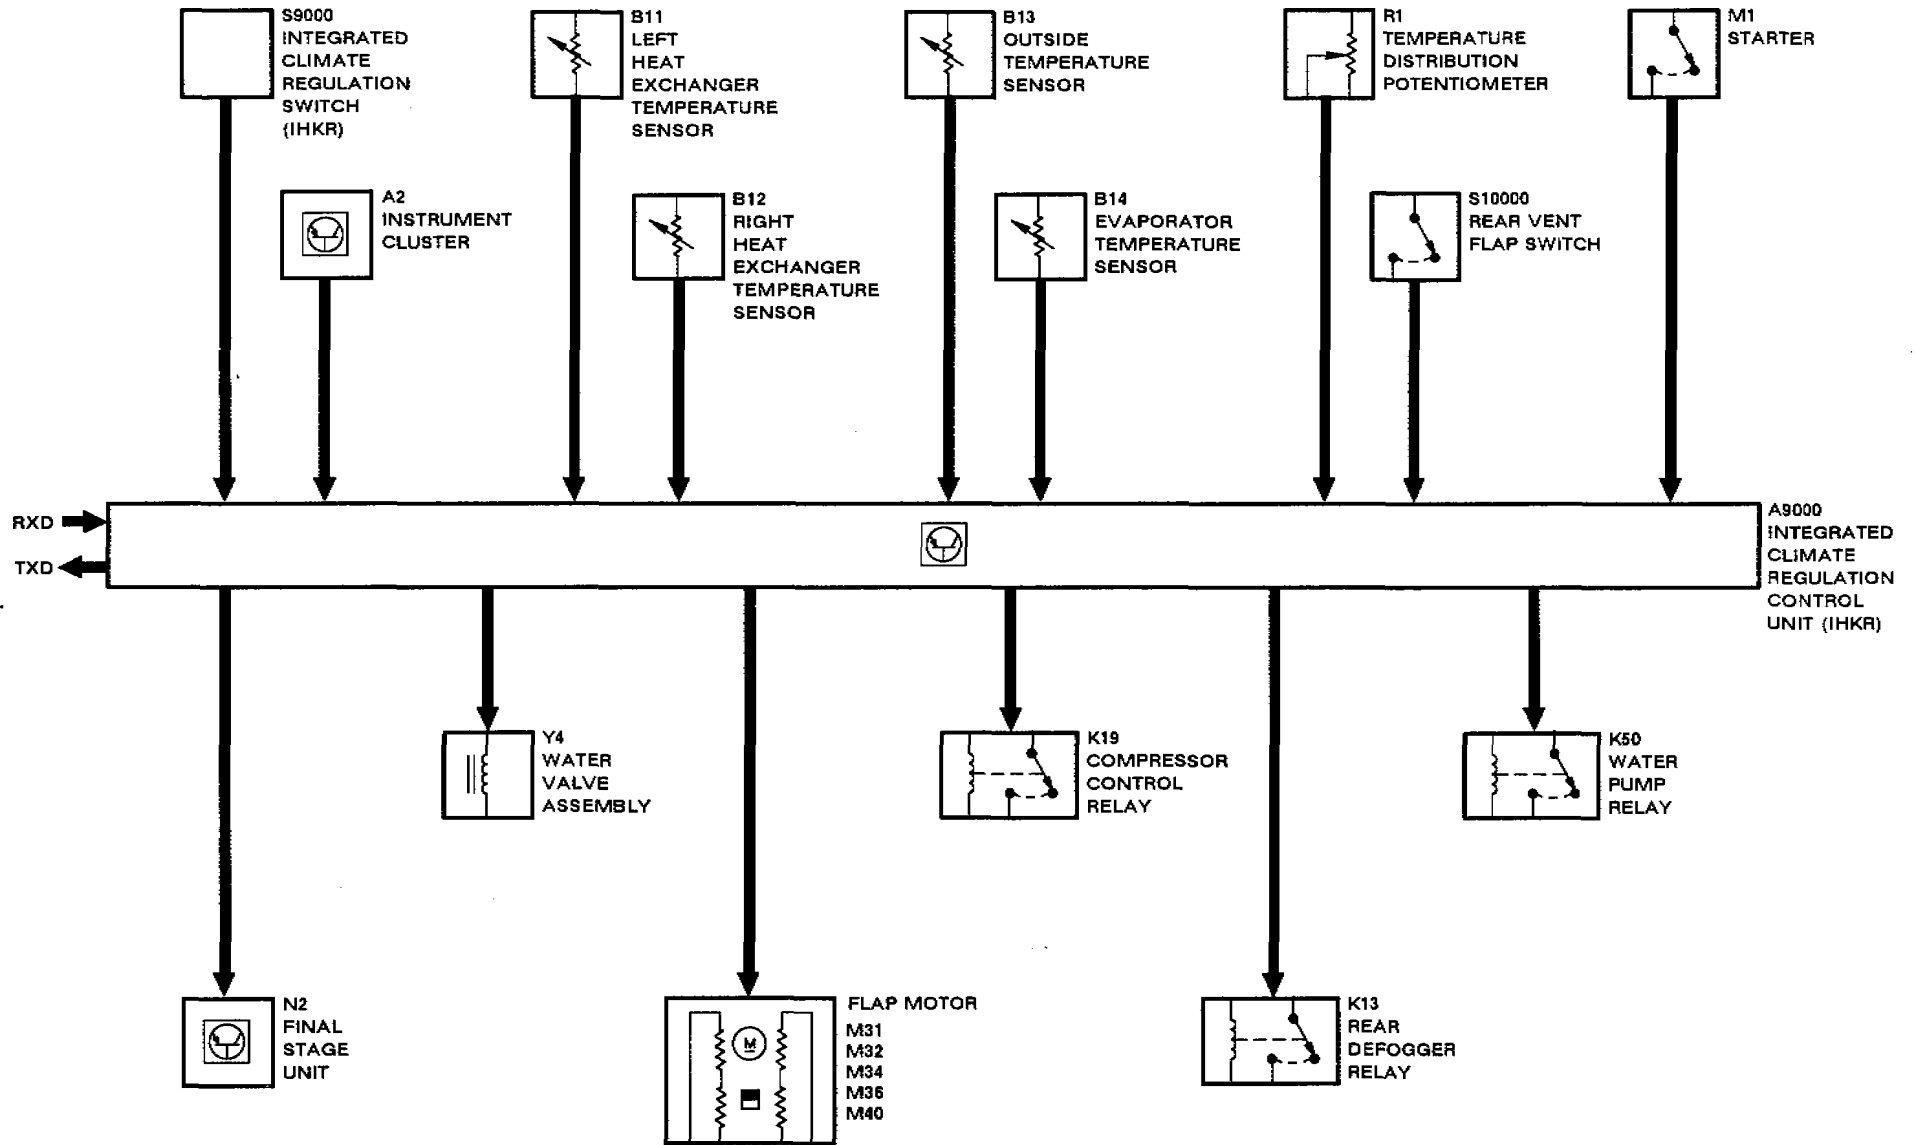 S9000
INTEGRATED
CLIMATE
REGULATION
SWITCH
(IHKR)
B11
LEFT
HEAT
EXCHANGER
TEMPERATURE
SENSOR
B13
OUTSIDE
TEMPERATURE
SENSOR
R1
TEMPERATURE
DISTRIBUTION
POTENTIOMETER
M1
STARTER
A2
INSTRUMENT
CLUSTER
B12
RIGHT
HEAT
EXCHANGER
TEMPERATURE
SENSOR
B14
EVAPORATOR
TEMPERATURE
SENSOR
S10000
REAR VENT
FLAP SWITCH
RXD
TXD
A9000
INTEGRATED
CLIMATE
REGULATION
CONTROL
UNIT (IHKR)
Y4
WATER
VALVE
ASSEMBLY
K19
COMPRESSOR
CONTROL
RELAY
K50
WATER
PUMP
RELAY
N2
FINAL
STAGE
UNIT
M
FLAP MOTOR
M31
M32
M34
M36
M40
K13
REAR
DEFOGGER
RELAY